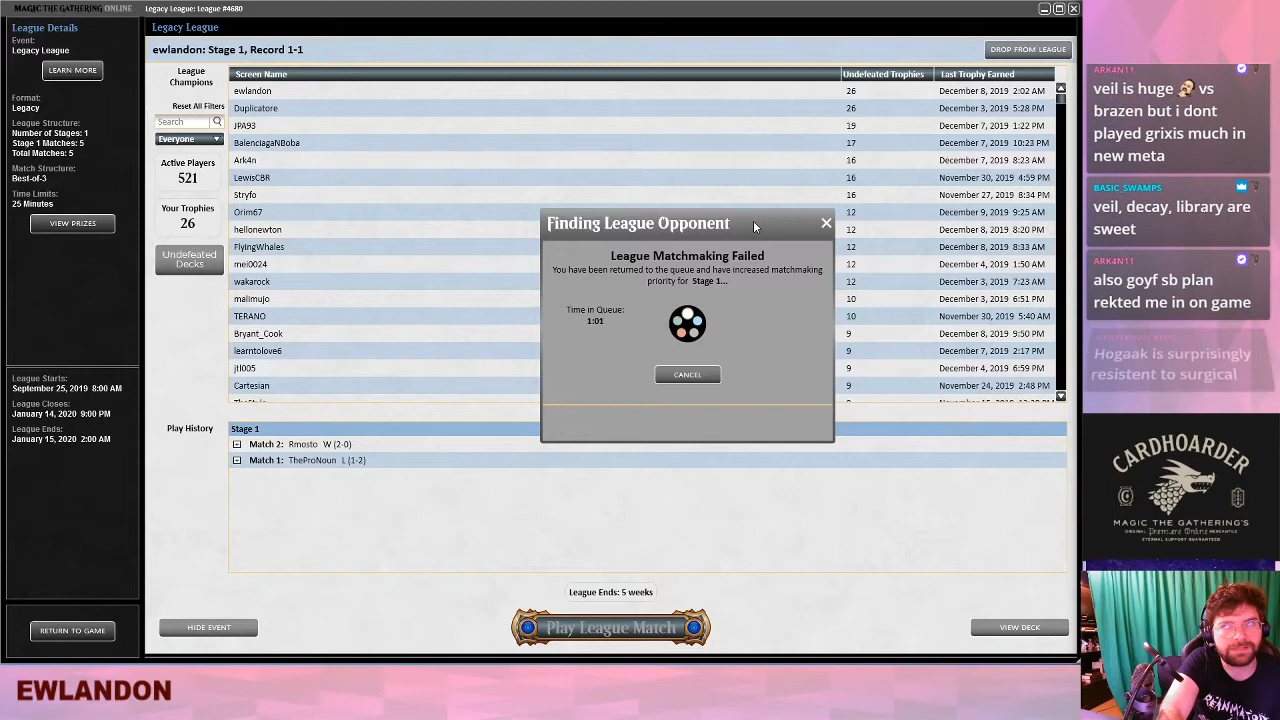 MAGIC THE GATHERING ONLINE
Legacy League: League #4680
League Details
Event:
Legacy League
LEARN MORE
Format:
Legacy
League Structure:
Number of Stages: 1
Stage 1 Matches: 5
Total Matches: 5
Match Structure:
Best-of-3
Time Limits:
25 Minutes
VIEW PRIZES
League Starts:
September 25, 2019 8:00 AM
League Closes:
January 14, 2020 9:00 PM
League Ends:
January 15, 2020 2:00 AM
RETURN TO GAME
Legacy League
ewlandon: Stage 1, Record 1-1
DROP FROM LEAGUE
League
Champions
Reset All Filters
Search
Everyone
Active Players
521
Your Trophies
26
Undefeated
Decks
Screen Name Undefeated Trophies Last Trophy Earned
ewlandon 26 December 8, 2019 2:02 AM
Duplicatore 26 December 3, 2019 5:28 PM
JPA93 19 December 7, 2019 1:22 PM
BalenciagaNBoba 17 December 7, 2019 10:23 PM
Ark4n 16 December 7, 2019 8:23 AM
LewisCBR 16 November 30, 2019 4:59 PM
Stryfo 16 November 27, 2019 8:34 PM
Orim67 12 December 9, 2019 9:25 AM
hellonewton 12 December 8, 2019 9:20 AM
FlyingWhales 12 December 8, 2019 8:33 AM
mei0024 12 December 4, 2019 1:50 AM
wakarock 12 December 3, 2019 7:23 AM
malimujo 10 December 3, 2019 6:51 PM
TERANO 10 November 30, 2019 5:40 AM
Bryant_Cook 9 December 8, 2019 9:50 PM
learntolove6 9 December 7, 2019 2:17 PM
jtl005 9 December 4, 2019 6:59 PM
Cartesian 9 November 24, 2019 2:48 PM
Finding League Opponent
League Matchmaking Failed
You have been returned to the queue and have increased matchmaking
priority for Stage 1...
Time in Queue:
1:01
CANCEL
Play History
Stage 1
Match 2: Rmosto W (2-0)
Match 1: TheProNoun L (1-2)
League Ends: 5 weeks
HIDE EVENT
Play League Match
VIEW DECK
EWLANDON
ARK4N11
veil is huge vs
brazen but i dont
played grixis much in
new meta
BASIC_SWAMPS
veil, decay, library are
sweet
ARK4N11
also goyf sb plan
rekted me in on game
Hogaak is surprisingly
resistent to surgical
CARDHOARDER
MAGIC THE GATHERING'S
ORIGINAL Premiere Online MERCANTILE
ETERNAL SUPPORT GUARANTEED